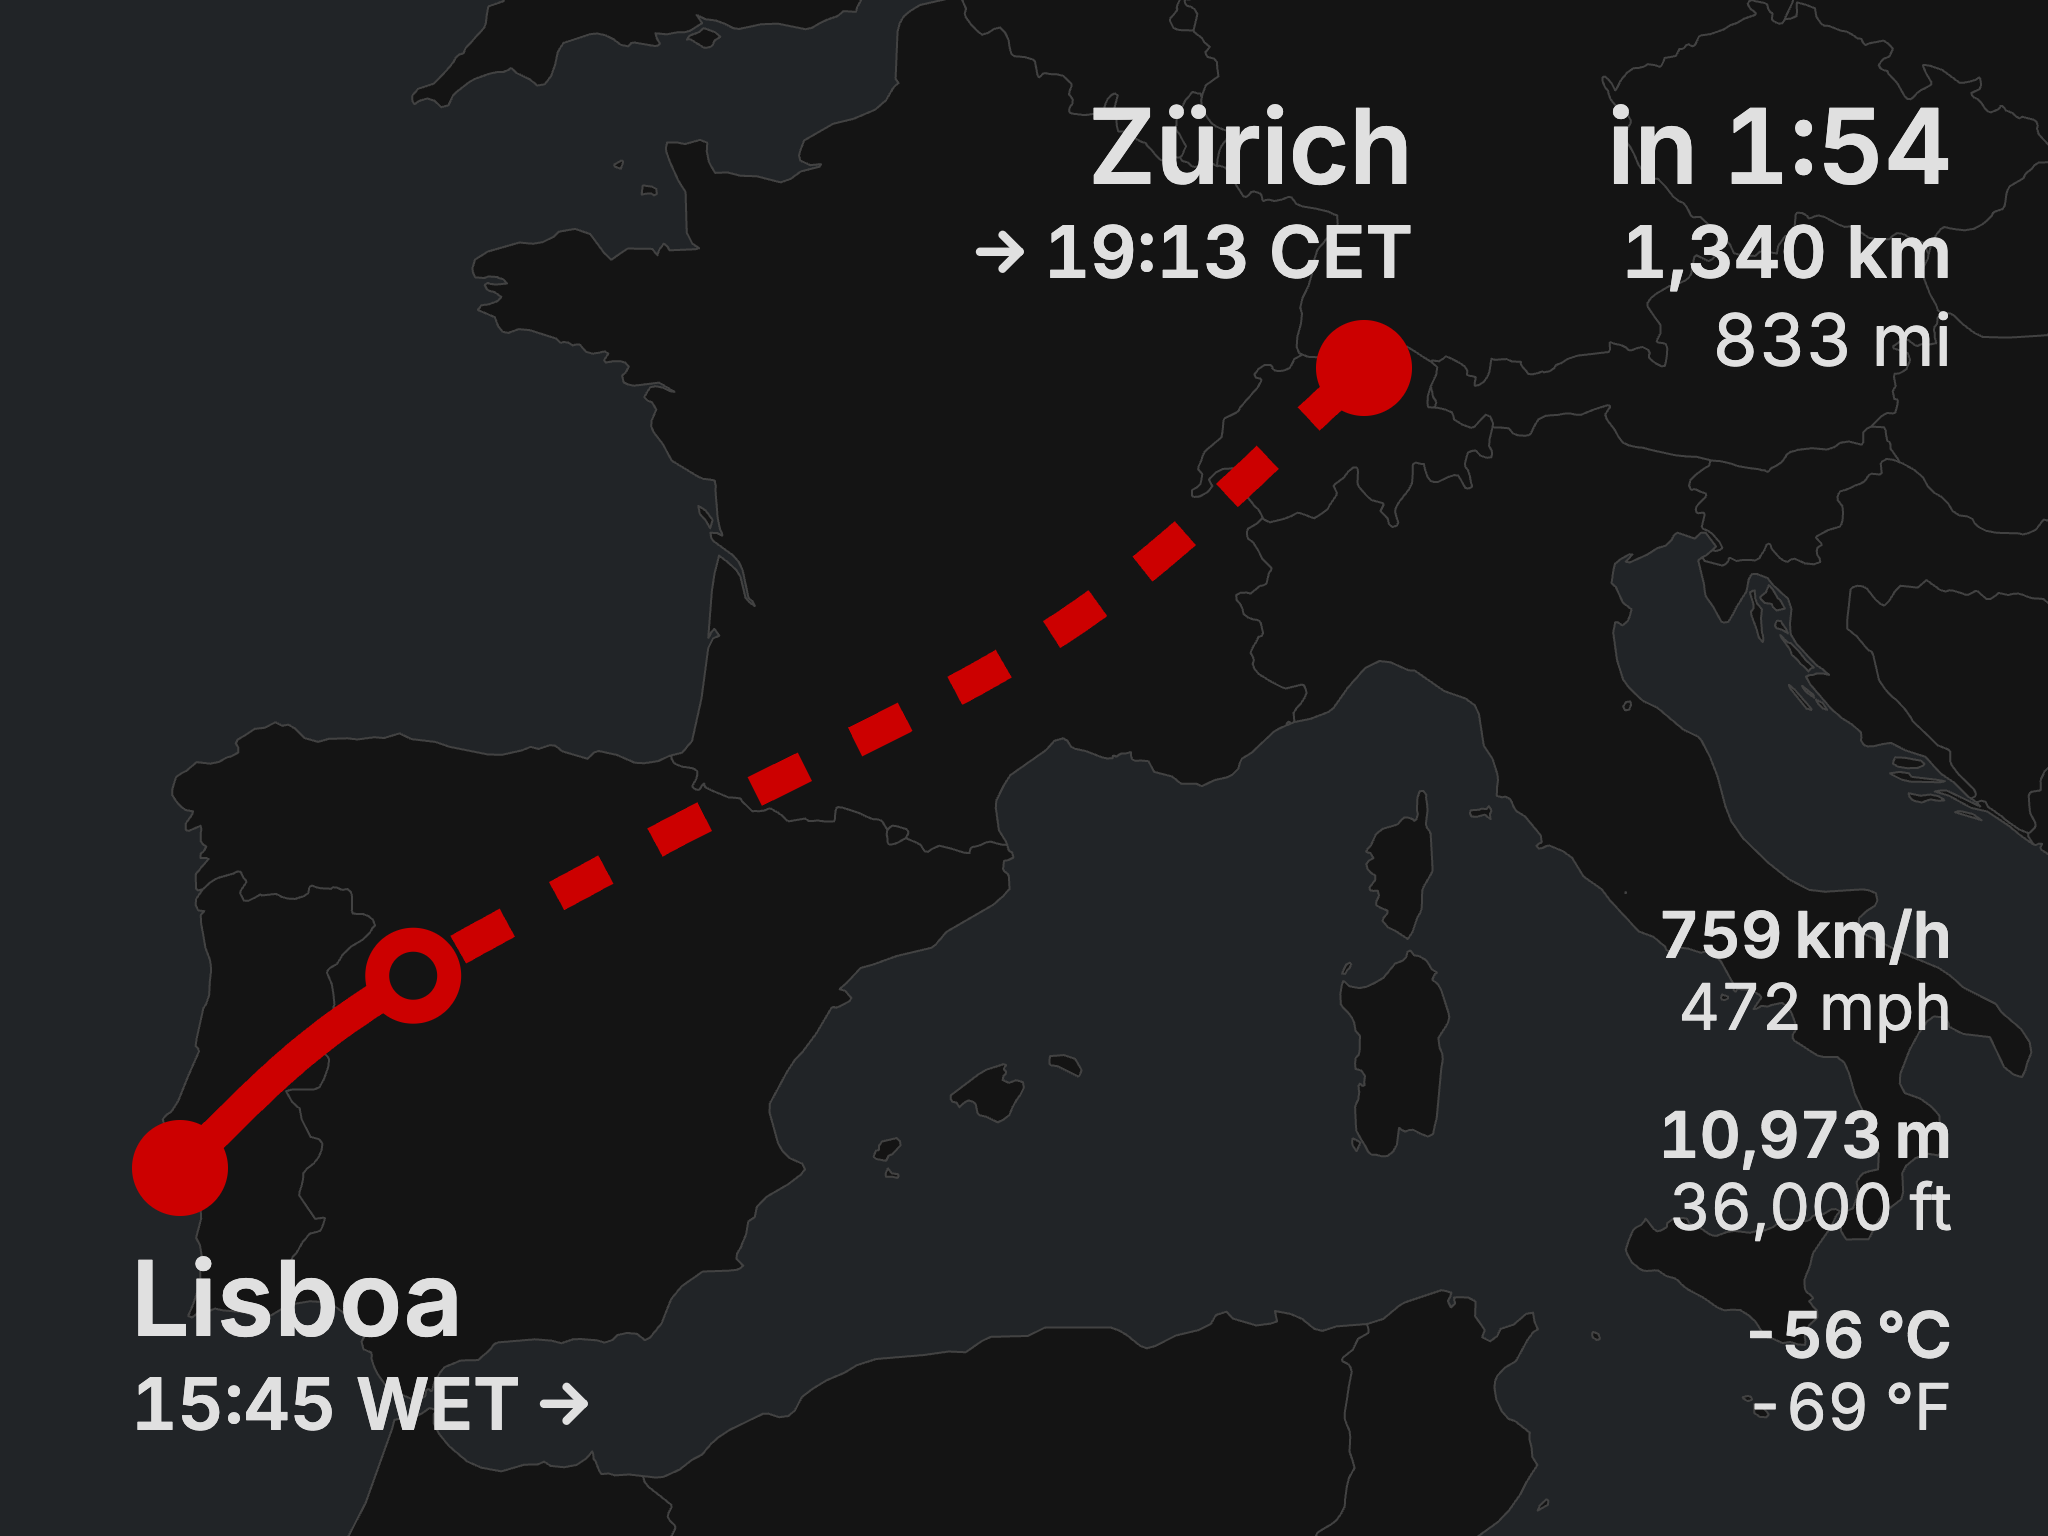 Zürich
→ 19:13 CET
in 1:54
1,340 km
833 mi
759 km/h
472 mph
10,973 m
36,000 ft
-56 °C
-69 °F
Lisboa
15:45 WET →